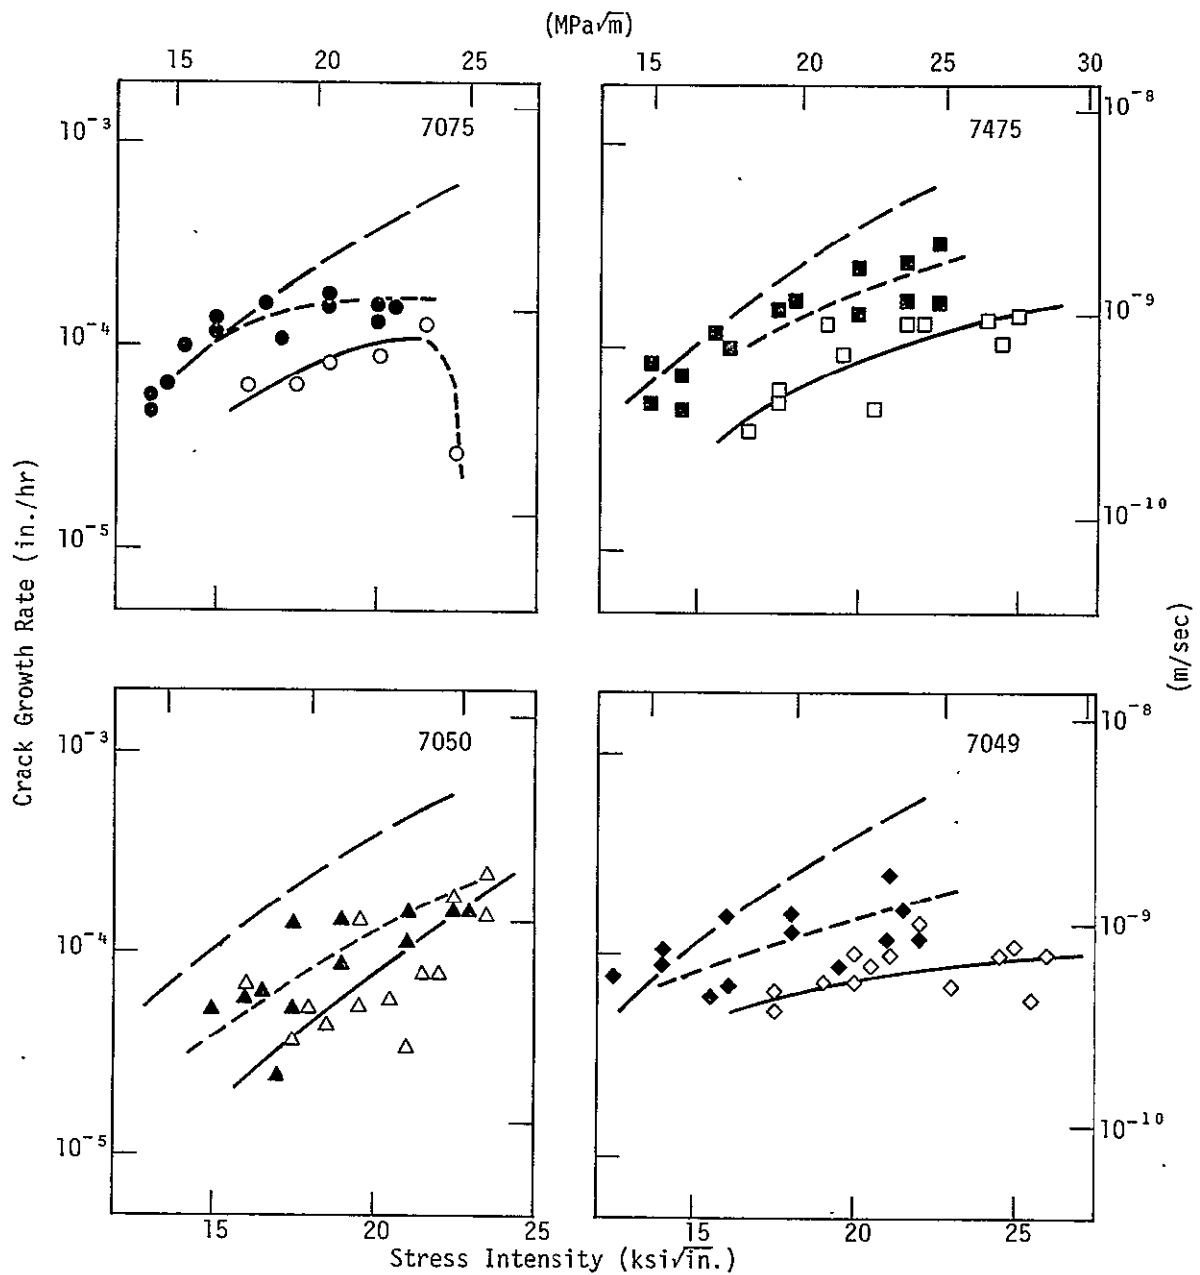 (MPa√m)
15 20 25 15 20 25 30
10⁻³ 7075 7475 10⁻⁸
10⁻⁴ 10⁻⁹
10⁻⁵ 10⁻¹⁰
Crack Growth Rate (in./hr)
(m/sec)
10⁻³ 7050 7049 10⁻⁸
10⁻⁴ 10⁻⁹
10⁻⁵ 10⁻¹⁰
15 20 25 15 20 25
Stress Intensity (ksi√in.)